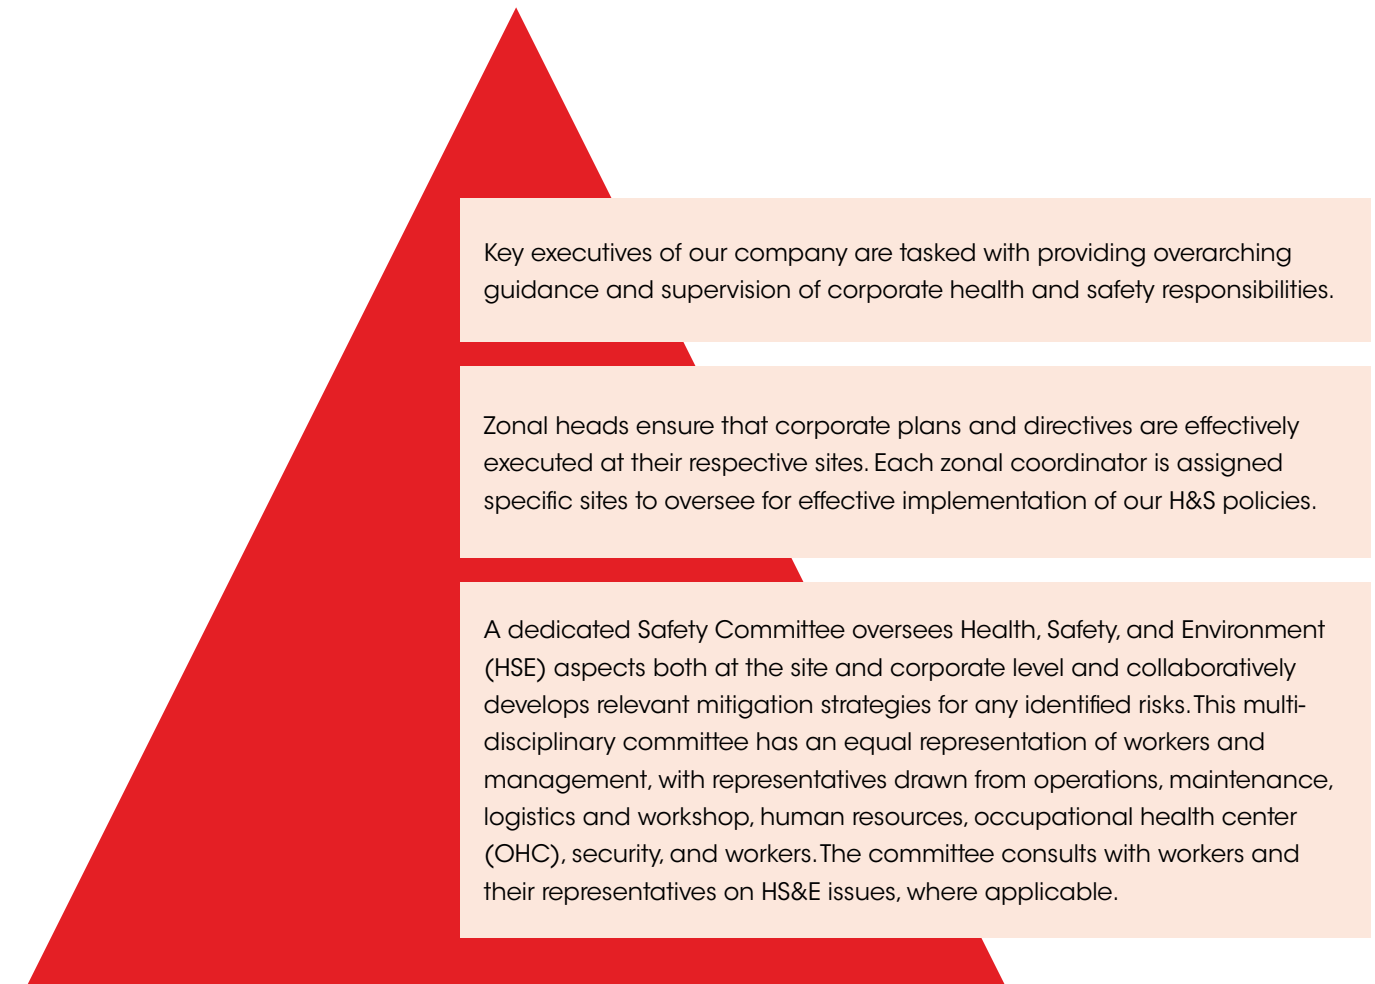 Key executives of our company are tasked with providing overarching
guidance and supervision of corporate health and safety responsibilities.
Zonal heads ensure that corporate plans and directives are effectively
executed at their respective sites. Each zonal coordinator is assigned
specific sites to oversee for effective implementation of our H&S policies.
A dedicated Safety Committee oversees Health, Safety, and Environment
(HSE) aspects both at the site and corporate level and collaboratively
develops relevant mitigation strategies for any identified risks. This multi-
disciplinary committee has an equal representation of workers and
management, with representatives drawn from operations, maintenance,
logistics and workshop, human resources, occupational health center
(OHC), security, and workers. The committee consults with workers and
their representatives on HS&E issues, where applicable.